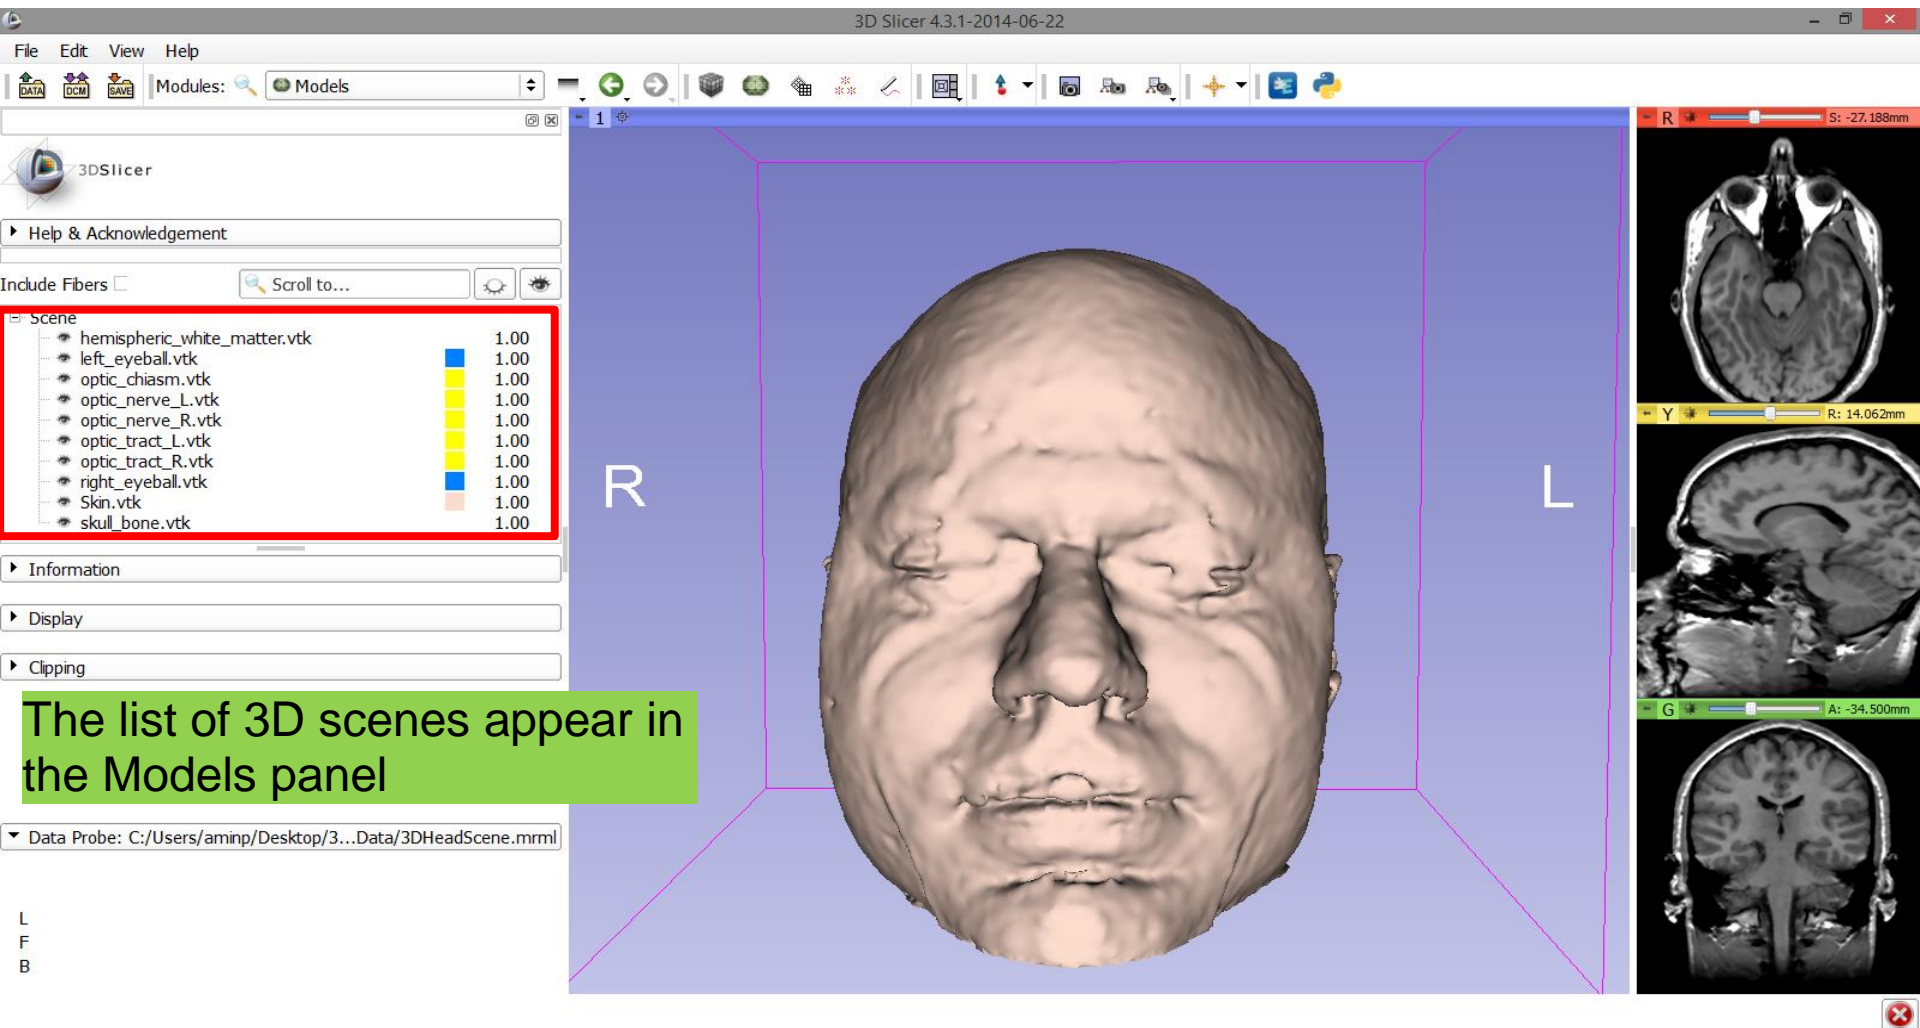 3D Slicer 4.3.1-2014-06-22
File Edit View Help
DATA DCM SAVE Modules: Models
1
R S: -27.188mm
3DSlicer
Help & Acknowledgement
Include Fibers Scroll to...
Scene
hemispheric_white_matter.vtk 1.00
left_eyeball.vtk 1.00
optic_chiasm.vtk 1.00
optic_nerve_L.vtk 1.00
optic_nerve_R.vtk 1.00
optic_tract_L.vtk 1.00
optic_tract_R.vtk 1.00
right_eyeball.vtk 1.00
Skin.vtk 1.00
skull_bone.vtk 1.00
R L
Y R: 14.062mm
Information
Display
Clipping
The list of 3D scenes appear in
the Models panel
G A: -34.500mm
Data Probe: C:/Users/aminp/Desktop/3...Data/3DHeadScene.mrml
L
F
B